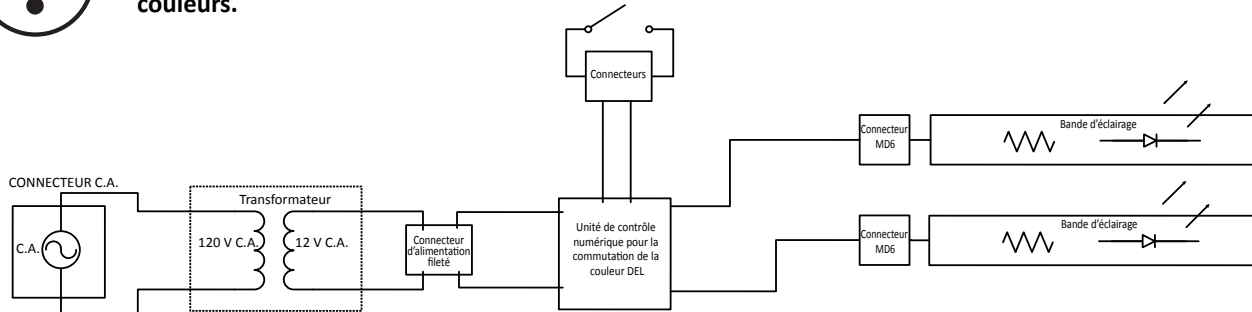 couleurs.
Connecteurs
Connecteur
MD6
Bande d'éclairage
CONNECTEUR C.A.
C.A.
Transformateur
120 V C.A.
12 V C.A.
Connecteur
d'alimentation
fileté
Unité de contrôle
numérique pour la
commutation de la
couleur DEL
Connecteur
MD6
Bande d'éclairage